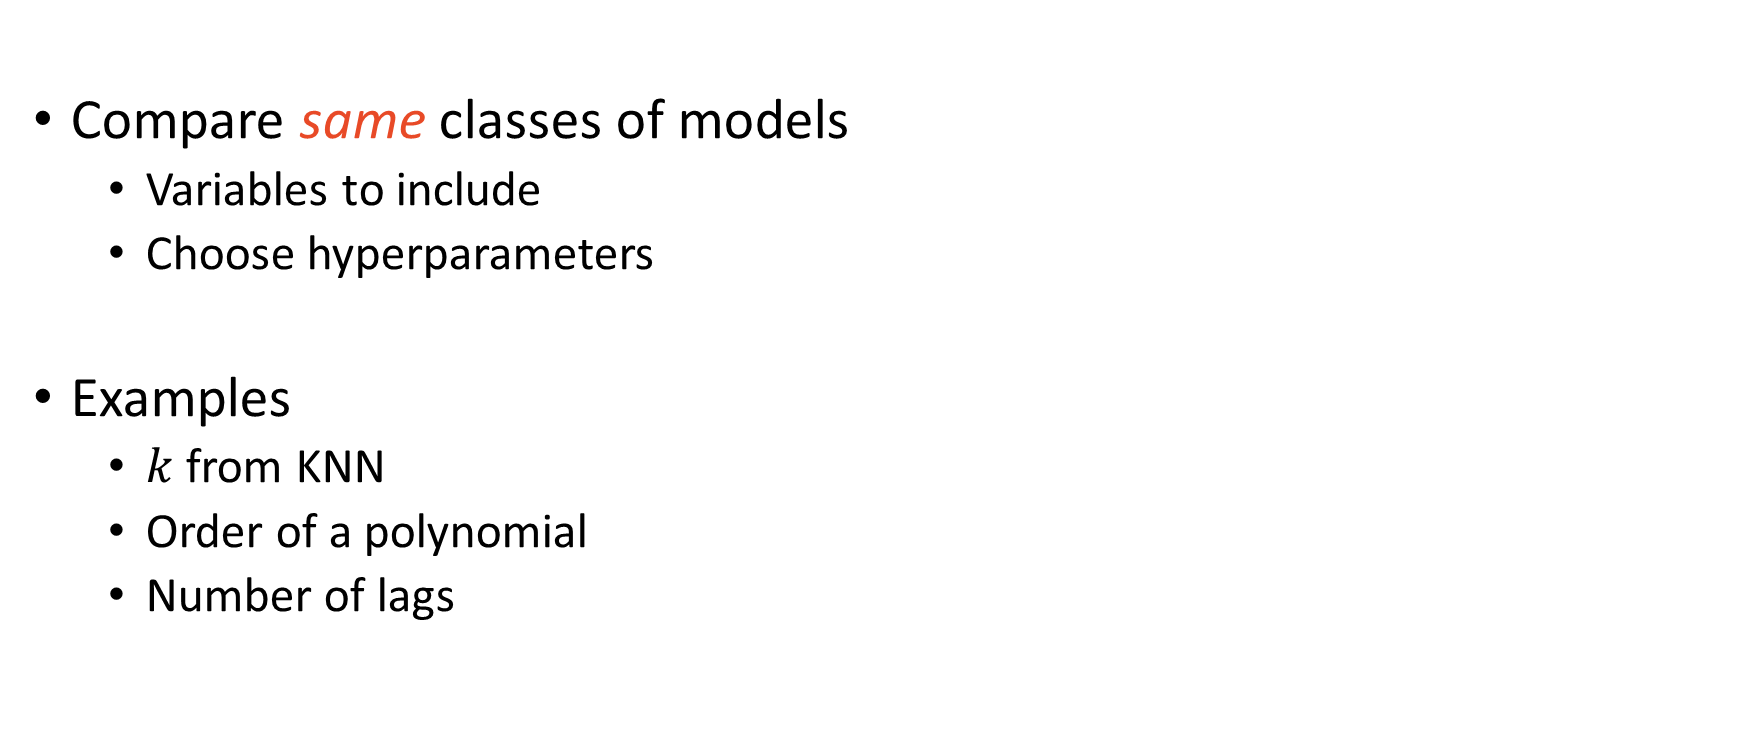 • Compare same classes of models
• Variables to include
• Choose hyperparameters
• Examples
• k from KNN
• Order of a polynomial
• Number of lags